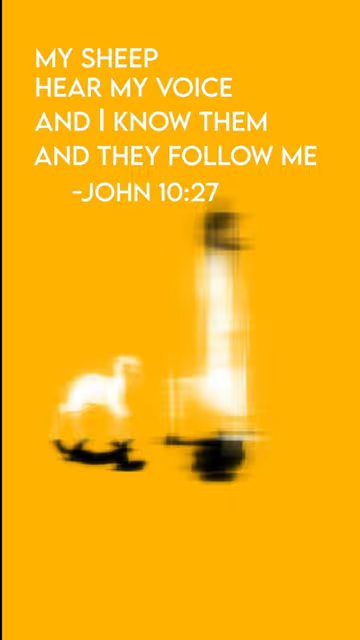 MY SHEEP
HEAR MY VOICE
AND I KNOW THEM
AND THEY FOLLOW ME
-JOHN 10:27